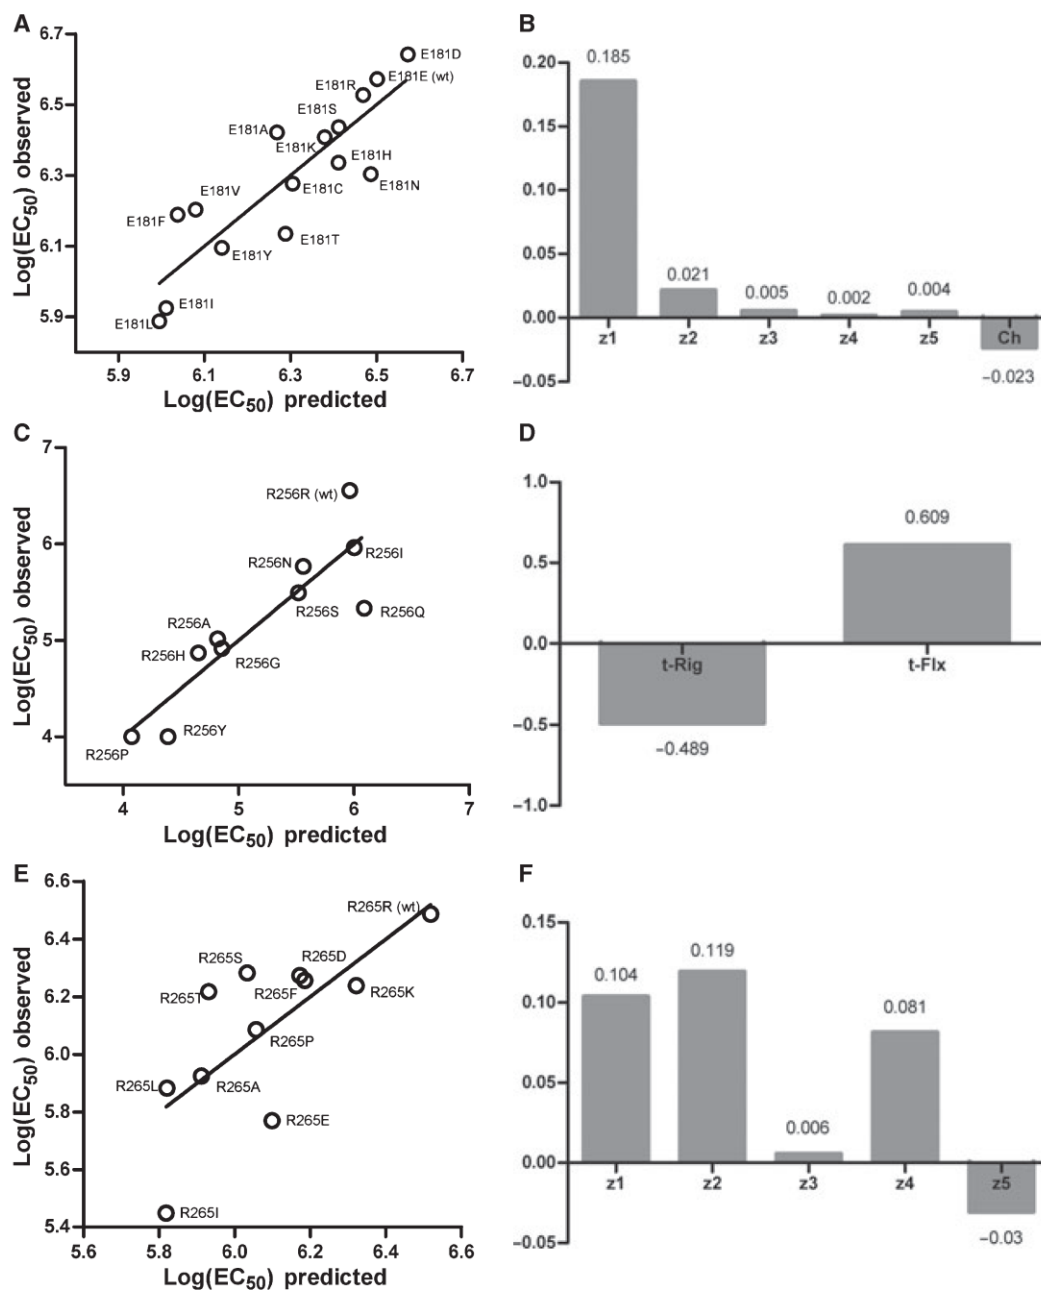 A
Log(EC50) observed
6.7
6.5
6.3
6.1
5.9
E181D
E181E (wt)
E181R
E181S
E181A
E181K
E181H
E181N
E181C
E181V
E181F
E181T
E181Y
E181I
E181L
5.9 6.1 6.3 6.5 6.7
Log(EC50) predicted
B
0.20
0.15
0.10
0.05
0.00
−0.05
0.185
0.021
0.005
0.002
0.004
−0.023
z1 z2 z3 z4 z5 Ch
C
Log(EC50) observed
7
6
5
4
R256R (wt)
R256I
R256N
R256S
R256Q
R256A
R256H
R256G
R256Y
R256P
4 5 6 7
Log(EC50) predicted
D
1.0
0.5
0.0
−0.5
−1.0
0.609
t-Rig t-Flx
−0.489
E
Log(EC50) observed
6.6
6.4
6.2
6.0
5.8
5.6
5.4
R265R (wt)
R265S
R265D
R265F
R265K
R265T
R265P
R265L
R265A
R265E
R265I
5.6 5.8 6.0 6.2 6.4 6.6
Log(EC50) predicted
F
0.15
0.10
0.05
0.00
−0.05
0.104
0.119
0.006
0.081
−0.03
z1 z2 z3 z4 z5